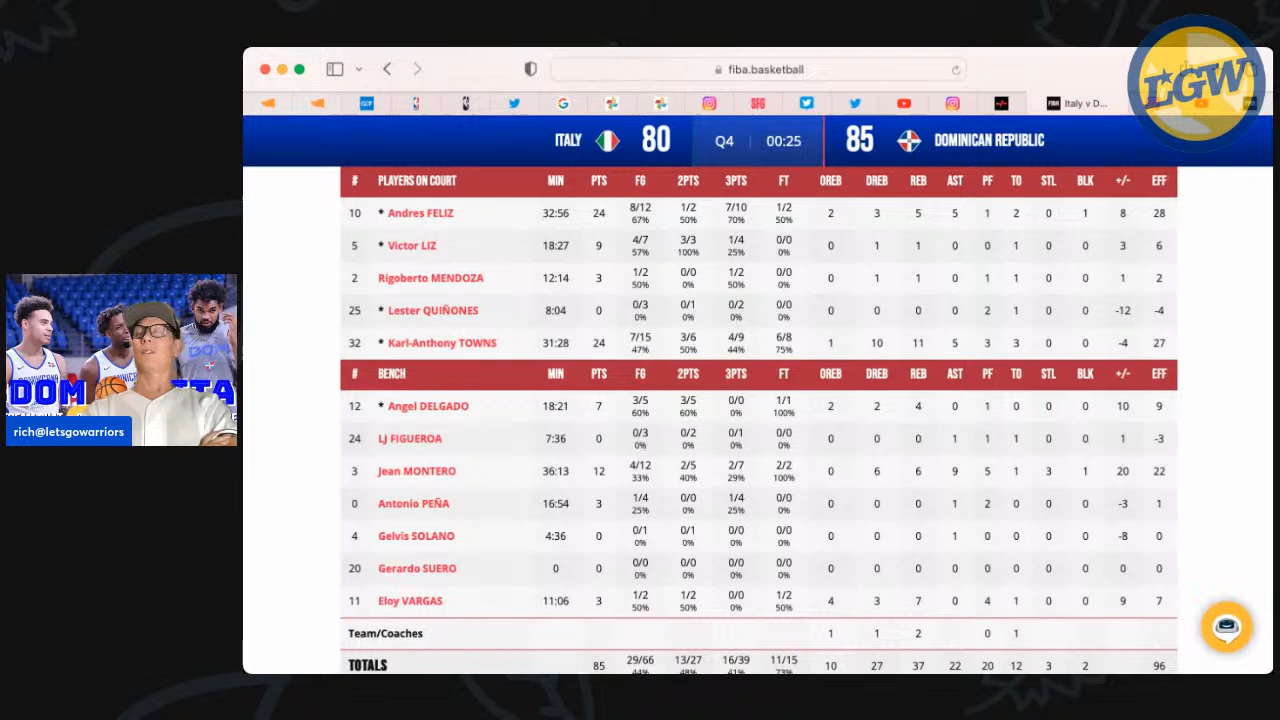 LGW
fiba.basketball
GIF
SFG
Italy v D...
ITALY 80 Q4 00:25 85 DOMINICAN REPUBLIC
# PLAYERS ON COURT MIN PTS FG 2PTS 3PTS FT OREB DREB REB AST PF TO STL BLK +/- EFF
10 * Andres FELIZ 32:56 24 8/12 67% 1/2 50% 7/10 70% 1/2 50% 2 3 5 5 1 2 0 1 8 28
5 * Victor LIZ 18:27 9 4/7 57% 3/3 100% 1/4 25% 0/0 0% 0 1 1 0 0 1 0 0 3 6
2 Rigoberto MENDOZA 12:14 3 1/2 50% 0/0 0% 1/2 50% 0/0 0% 0 1 1 0 1 1 0 0 1 2
25 * Lester QUIÑONES 8:04 0 0/3 0% 0/1 0% 0/2 0% 0/0 0% 0 0 0 0 2 1 0 0 -12 -4
32 * Karl-Anthony TOWNS 31:28 24 7/15 47% 3/6 50% 4/9 44% 6/8 75% 1 10 11 5 3 3 0 0 -4 27
# BENCH MIN PTS FG 2PTS 3PTS FT OREB DREB REB AST PF TO STL BLK +/- EFF
12 * Angel DELGADO 18:21 7 3/5 60% 3/5 60% 0/0 0% 1/1 100% 2 2 4 0 1 0 0 0 10 9
24 LJ FIGUEROA 7:36 0 0/3 0% 0/2 0% 0/1 0% 0/0 0% 0 0 0 1 1 1 0 0 1 -3
3 Jean MONTERO 36:13 12 4/12 33% 2/5 40% 2/7 29% 2/2 100% 0 6 6 9 5 1 3 1 20 22
0 Antonio PEÑA 16:54 3 1/4 25% 0/0 0% 1/4 25% 0/0 0% 0 0 0 1 2 0 0 0 -3 1
4 Gelvis SOLANO 4:36 0 0/1 0% 0/1 0% 0/0 0% 0/0 0% 0 0 0 1 0 0 0 0 -8 0
20 Gerardo SUERO 0 0 0/0 0% 0/0 0% 0/0 0% 0/0 0% 0 0 0 0 0 0 0 0 0 0
11 Eloy VARGAS 11:06 3 1/2 50% 1/2 50% 0/0 0% 1/2 50% 4 3 7 0 4 1 0 0 9 7
Team/Coaches 1 1 2 0 1
TOTALS 85 29/66 44% 13/27 48% 16/39 41% 11/15 73% 10 27 37 22 20 12 3 2 96
DOM
ITA
rich@letsgowarriors